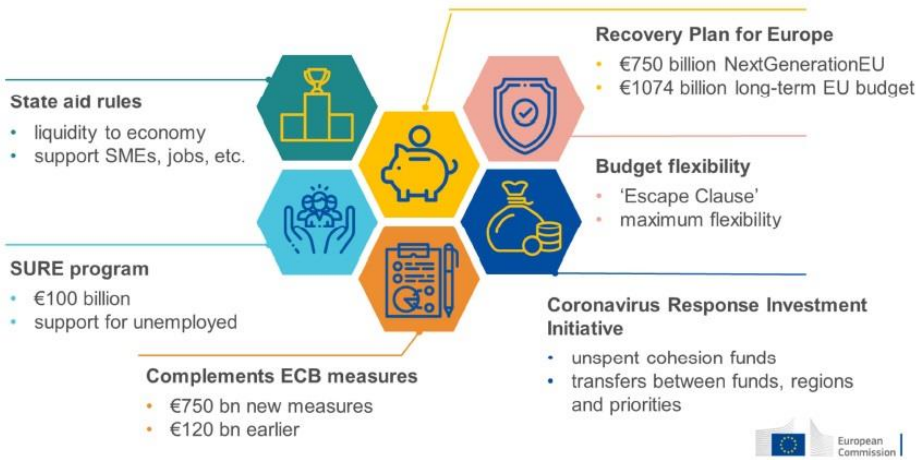 State aid rules
• liquidity to economy
• support SMEs, jobs, etc.
SURE program
• €100 billion
• support for unemployed
Complements ECB measures
• €750 bn new measures
• €120 bn earlier
Recovery Plan for Europe
• €750 billion NextGenerationEU
• €1074 billion long-term EU budget
Budget flexibility
• ‘Escape Clause’
• maximum flexibility
Coronavirus Response Investment
Initiative
• unspent cohesion funds
• transfers between funds, regions
and priorities
European
Commission